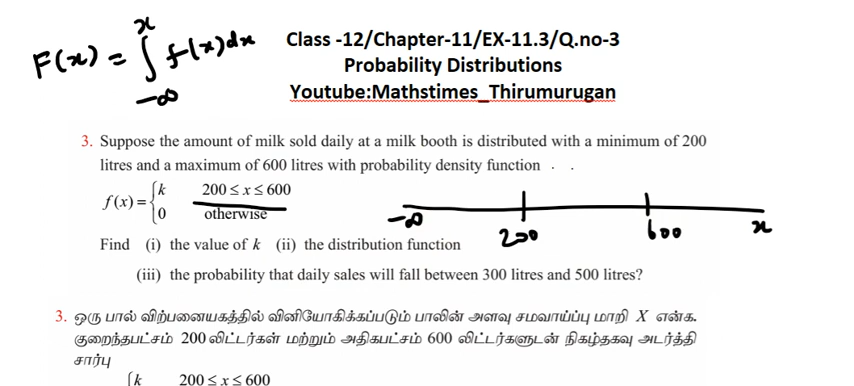 F(x) = ∫_{-∞}^{x} f(x)dx
Class -12/Chapter-11/EX-11.3/Q.no-3
Probability Distributions
Youtube:Mathstimes_Thirumurugan
3. Suppose the amount of milk sold daily at a milk booth is distributed with a minimum of 200
litres and a maximum of 600 litres with probability density function . .
f(x) = { k 200 ≤ x ≤ 600
0 otherwise
-∞ 200 600 x
Find (i) the value of k (ii) the distribution function
(iii) the probability that daily sales will fall between 300 litres and 500 litres?
3. ஒரு பால் விற்பனையகத்தில் வினியோகிக்கப்படும் பாலின் அளவு சமவாய்ப்பு மாறி X என்க.
குறைந்தபட்சம் 200 லிட்டர்கள் மற்றும் அதிகபட்சம் 600 லிட்டர்களுடன் நிகழ்தகவு அடர்த்தி
சார்பு
{ k 200 ≤ x ≤ 600